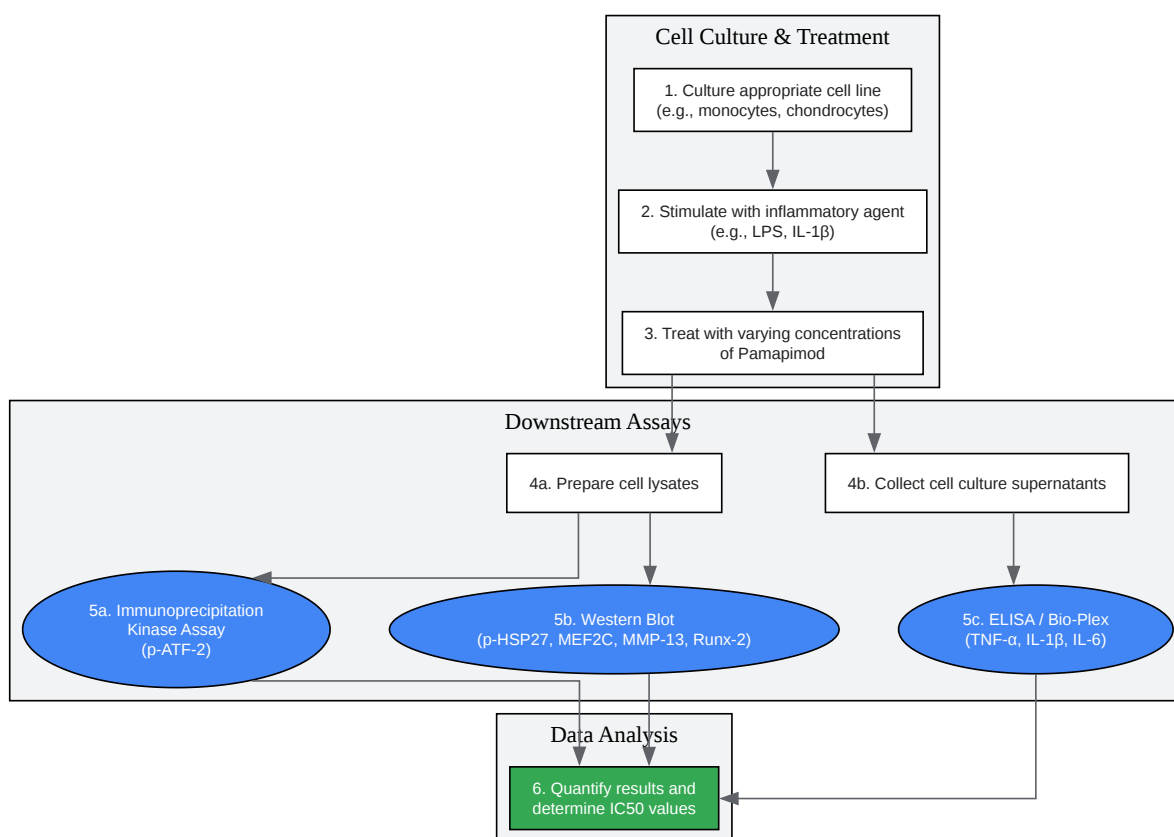 Cell Culture & Treatment
1. Culture appropriate cell line
(e.g., monocytes, chondrocytes)
2. Stimulate with inflammatory agent
(e.g., LPS, IL-1β)
3. Treat with varying concentrations
of Pamapimod
Downstream Assays
4a. Prepare cell lysates
4b. Collect cell culture supernatants
5a. Immunoprecipitation
Kinase Assay
(p-ATF-2)
5b. Western Blot
(p-HSP27, MEF2C, MMP-13, Runx-2)
5c. ELISA / Bio-Plex
(TNF-α, IL-1β, IL-6)
Data Analysis
6. Quantify results and
determine IC50 values